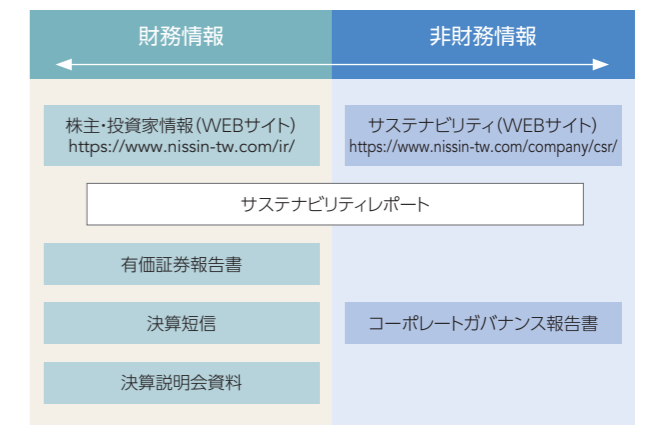 財務情報
非財務情報
株主・投資家情報（WEBサイト）
https://www.nissin-tw.com/ir/
サステナビリティ（WEBサイト）
https://www.nissin-tw.com/company/csr/
サステナビリティレポート
有価証券報告書
決算短信
コーポレートガバナンス報告書
決算説明会資料